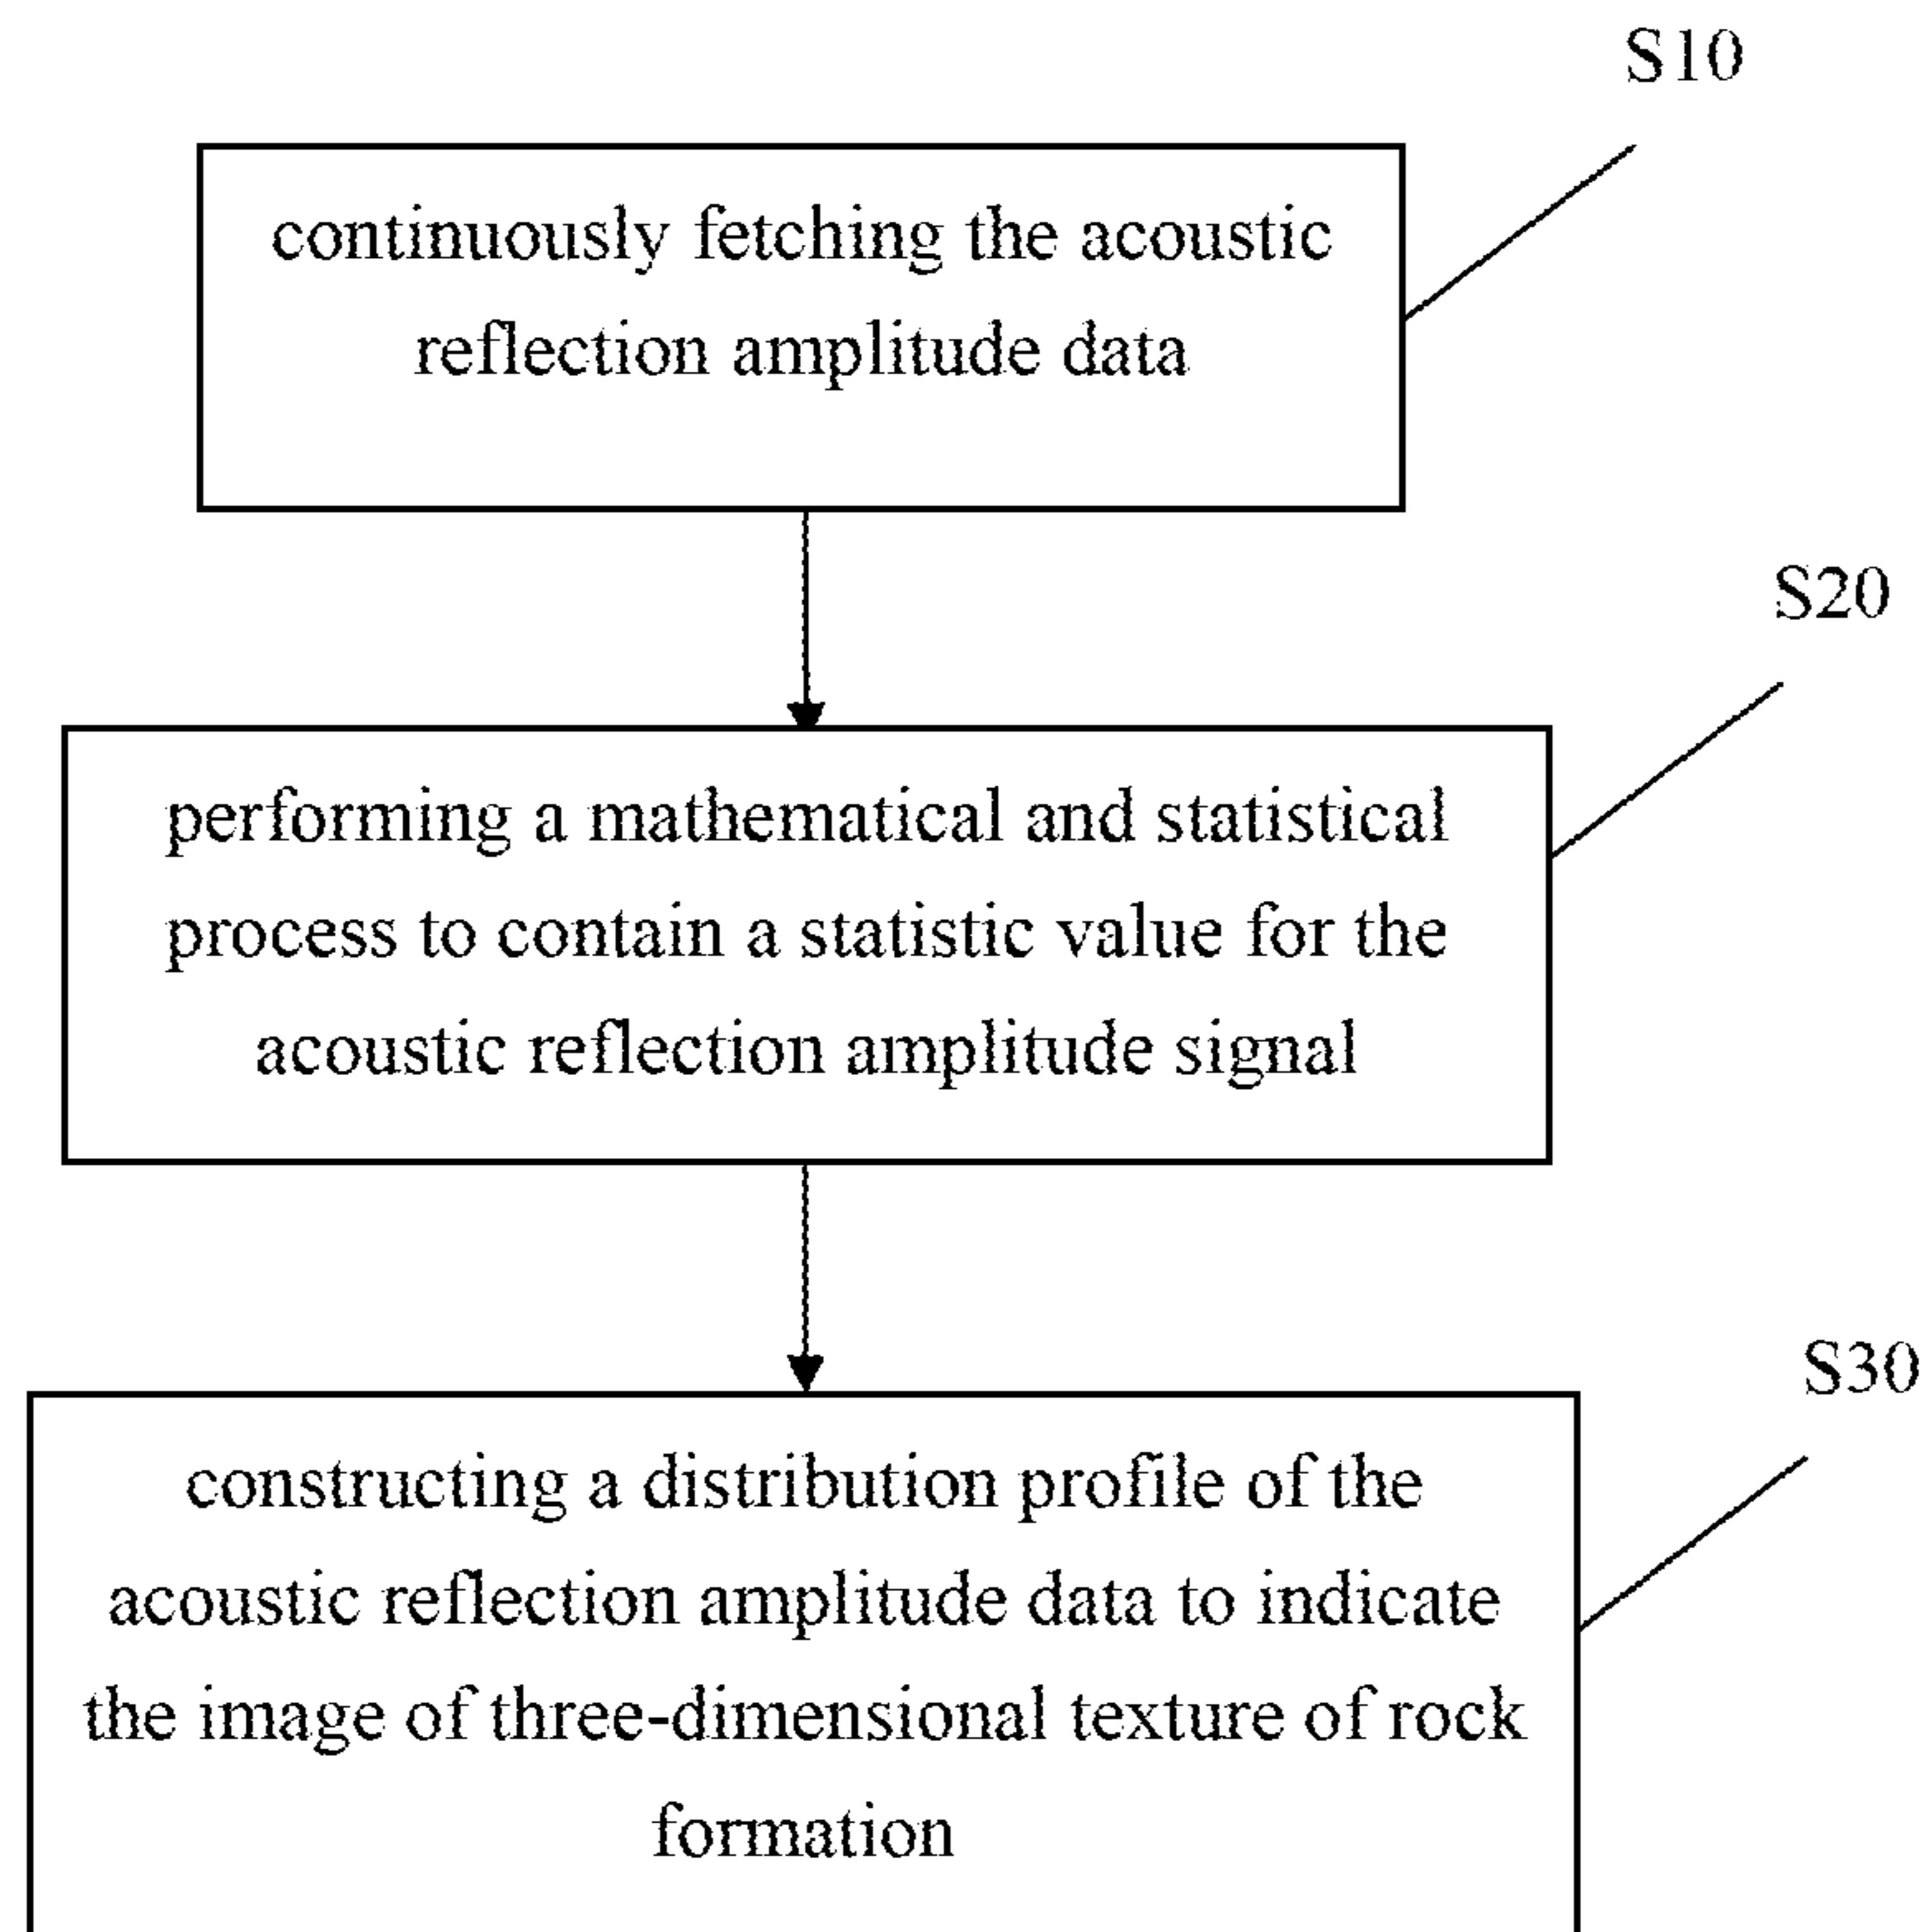 S10
continuously fetching the acoustic
reflection amplitude data
S20
performing a mathematical and statistical
process to contain a statistic value for the
acoustic reflection amplitude signal
S30
constructing a distribution profile of the
acoustic reflection amplitude data to indicate
the image of three-dimensional texture of rock
formation